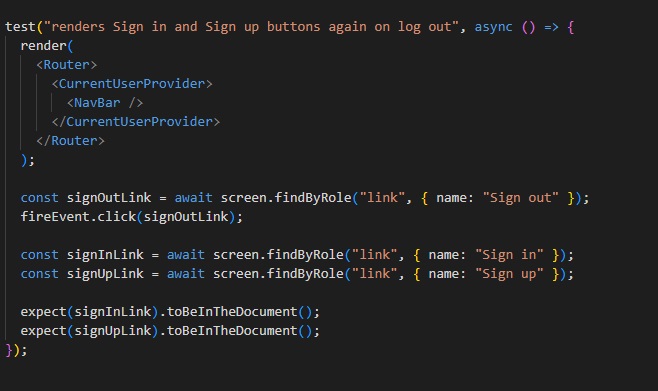 test("renders Sign in and Sign up buttons again on log out", async () => {
render(
<Router>
<CurrentUserProvider>
<NavBar />
</CurrentUserProvider>
</Router>
);
const signOutLink = await screen.findByRole("link", { name: "Sign out" });
fireEvent.click(signOutLink);
const signInLink = await screen.findByRole("link", { name: "Sign in" });
const signUpLink = await screen.findByRole("link", { name: "Sign up" });
expect(signInLink).toBeInTheDocument();
expect(signUpLink).toBeInTheDocument();
});